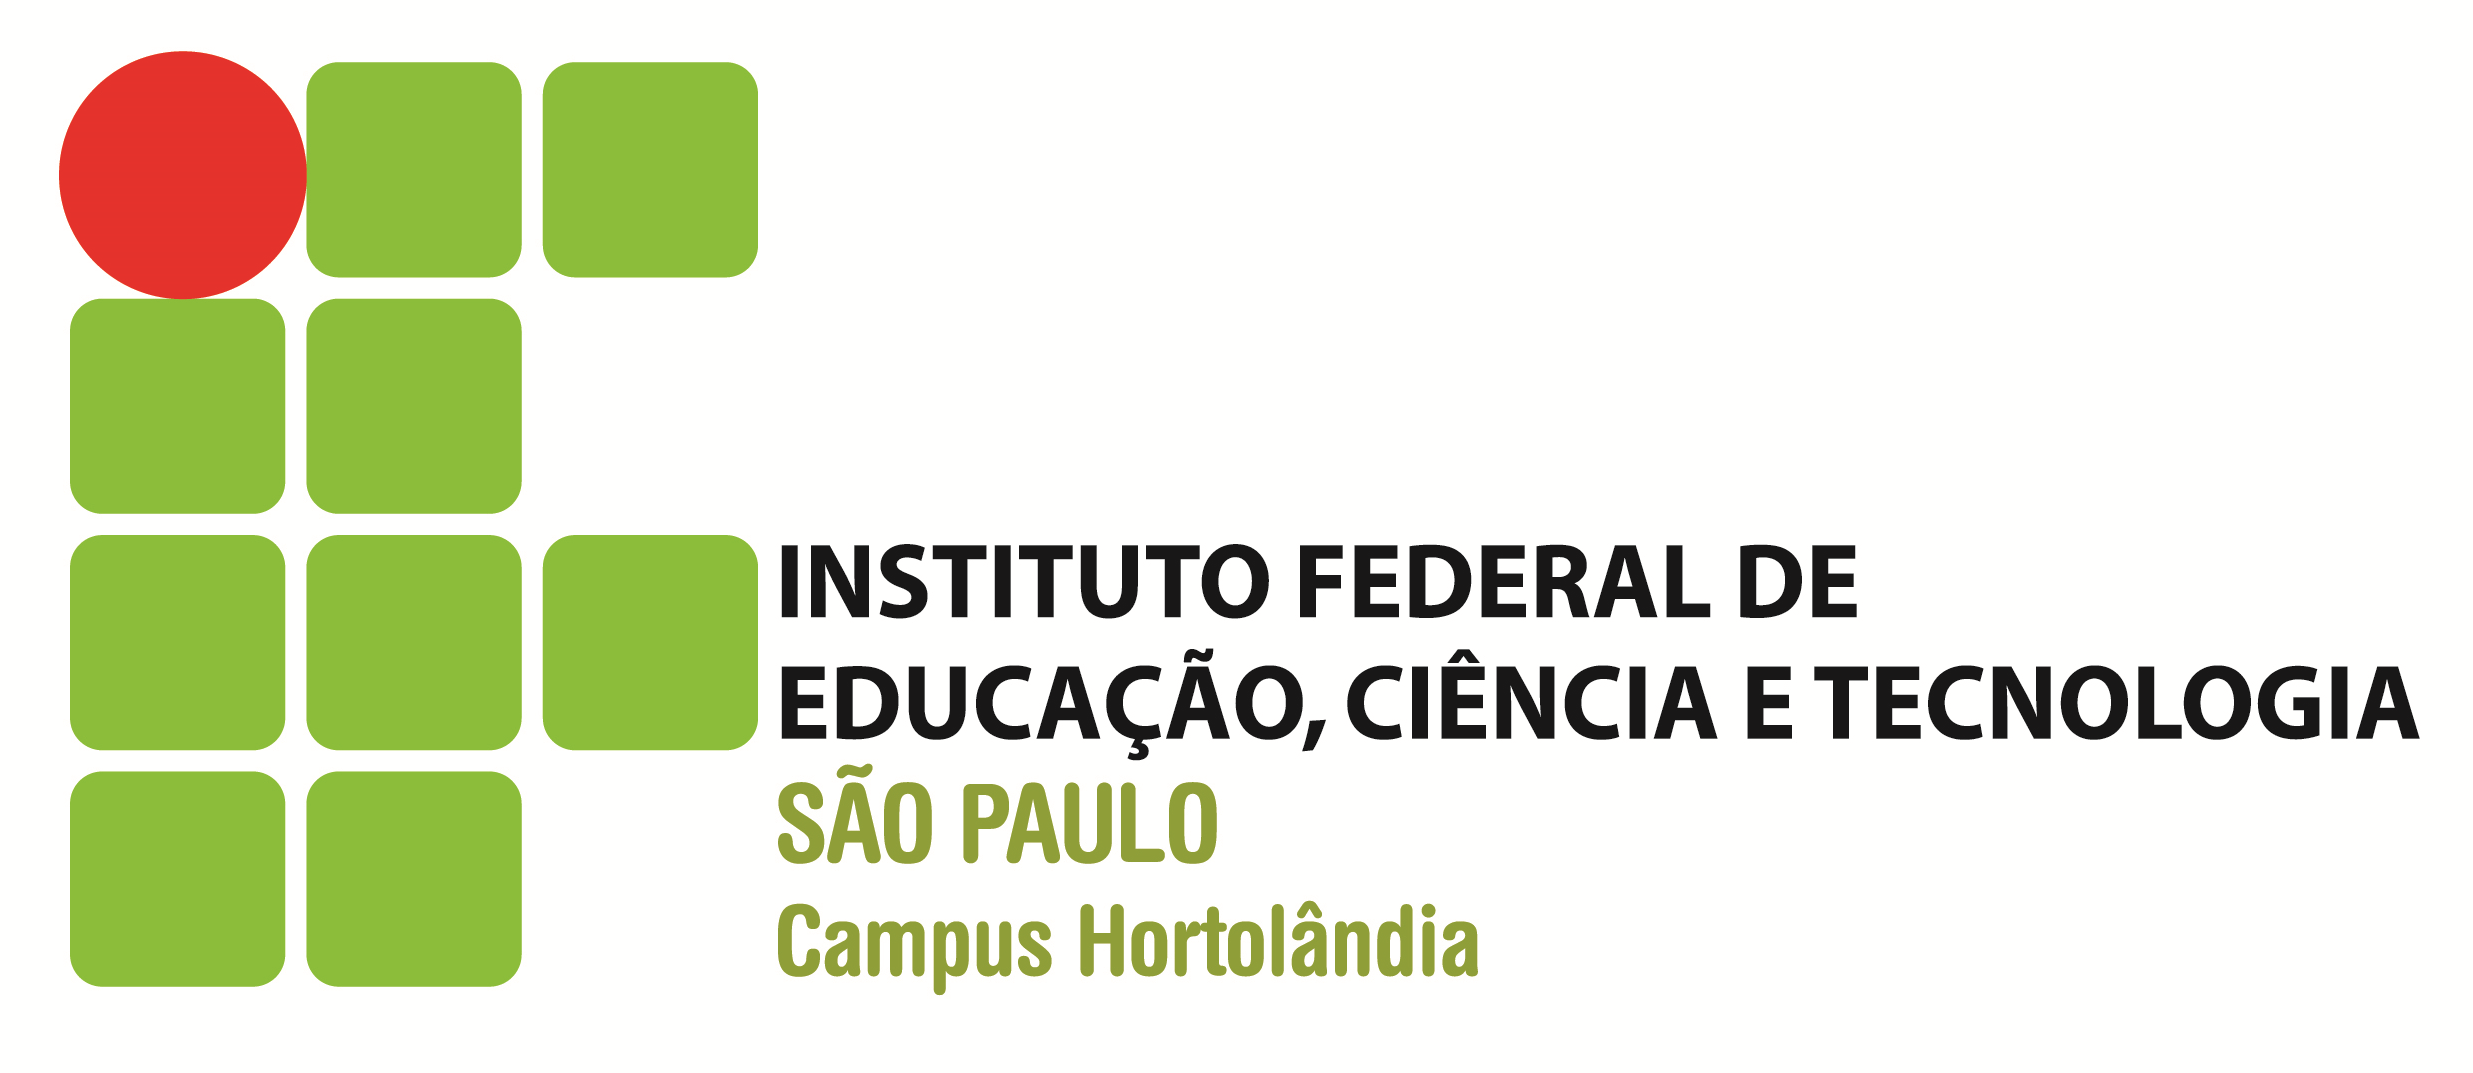 INSTITUTO FEDERAL DE
EDUCAÇÃO, CIÊNCIA E TECNOLOGIA
SÃO PAULO
Campus Hortolândia